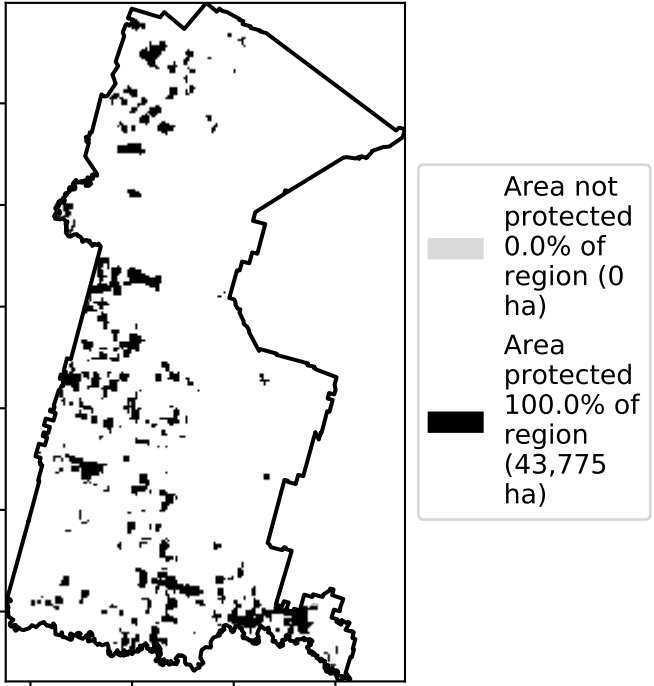 Area not
protected
0.0% of
region (0
ha)
Area
protected
100.0% of
region
(43,775
ha)